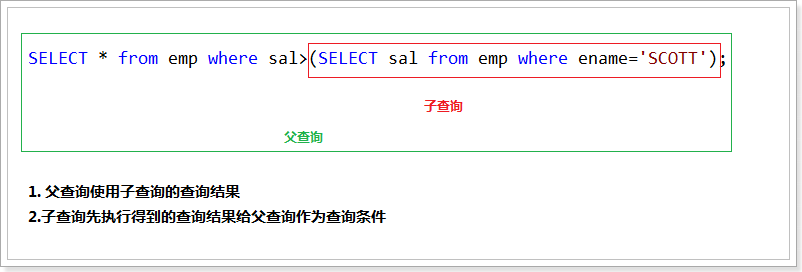 SELECT * from emp where sal>(SELECT sal from emp where ename='SCOTT');
子查询
父查询
1. 父查询使用子查询的查询结果
2.子查询先执行得到的查询结果给父查询作为查询条件